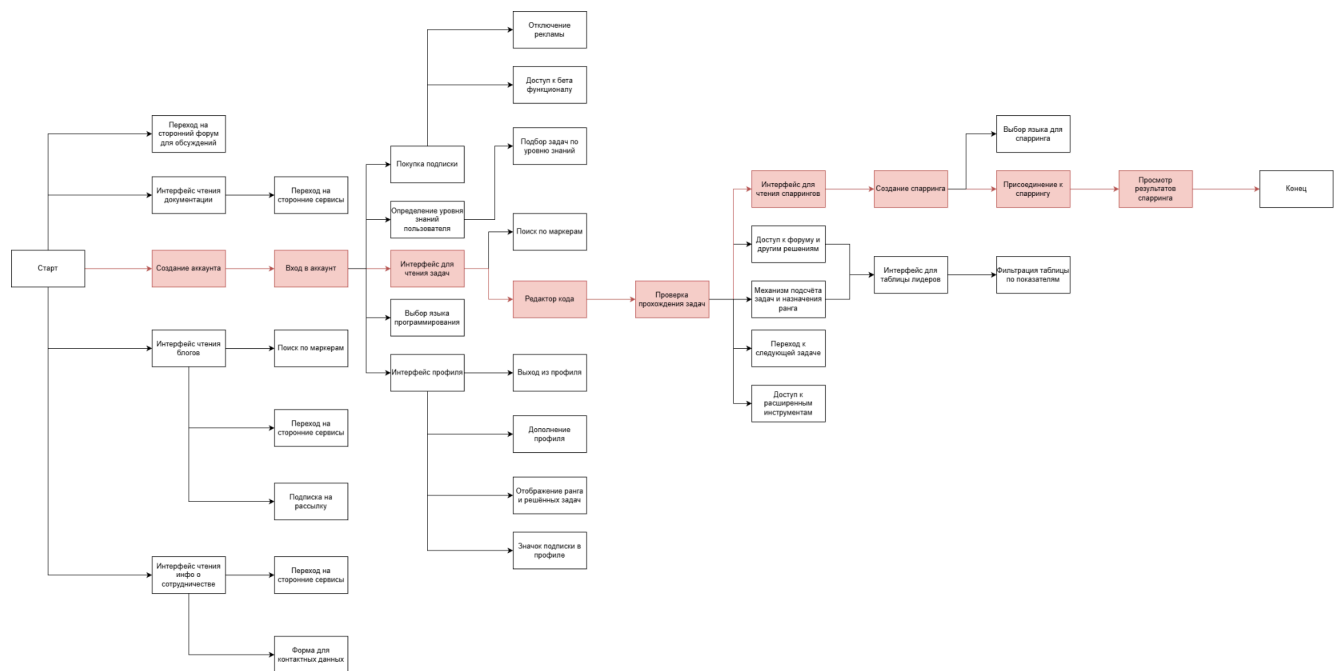 Отключение
рекламы
Доступ к бета
функционалу
Переход на
сторонний форум
для обсуждений
Выбор языка для
спарринга
Подбор задач по
уровню знаний
Покупка подписки
Интерфейс чтения
документации
Переход на
сторонние сервисы
Интерфейс для
чтения спаррингов
Создание спарринга
Присоединение к
спаррингу
Просмотр
результатов
спарринга
Конец
Определение уровня
знаний
пользователя
Поиск по маркерам
Доступ к форуму и
другим решениям
Старт
Создание аккаунта
Вход в аккаунт
Интерфейс для
чтения задач
Интерфейс для
таблицы лидеров
Фильтрация таблицы
по показателям
Редактор кода
Проверка
прохождения задач
Механизм подсчёта
задач и назначения
ранга
Выбор языка
программирования
Интерфейс чтения
блогов
Поиск по маркерам
Переход к
следующей задаче
Интерфейс профиля
Выход из профиля
Доступ к
расширенным
инструментам
Переход на
сторонние сервисы
Дополнение
профиля
Подписка на
рассылку
Отображение ранга
и решённых задач
Значок подписки в
профиле
Интерфейс чтения
инфо о
сотрудничестве
Переход на
сторонние сервисы
Форма для
контактных данных